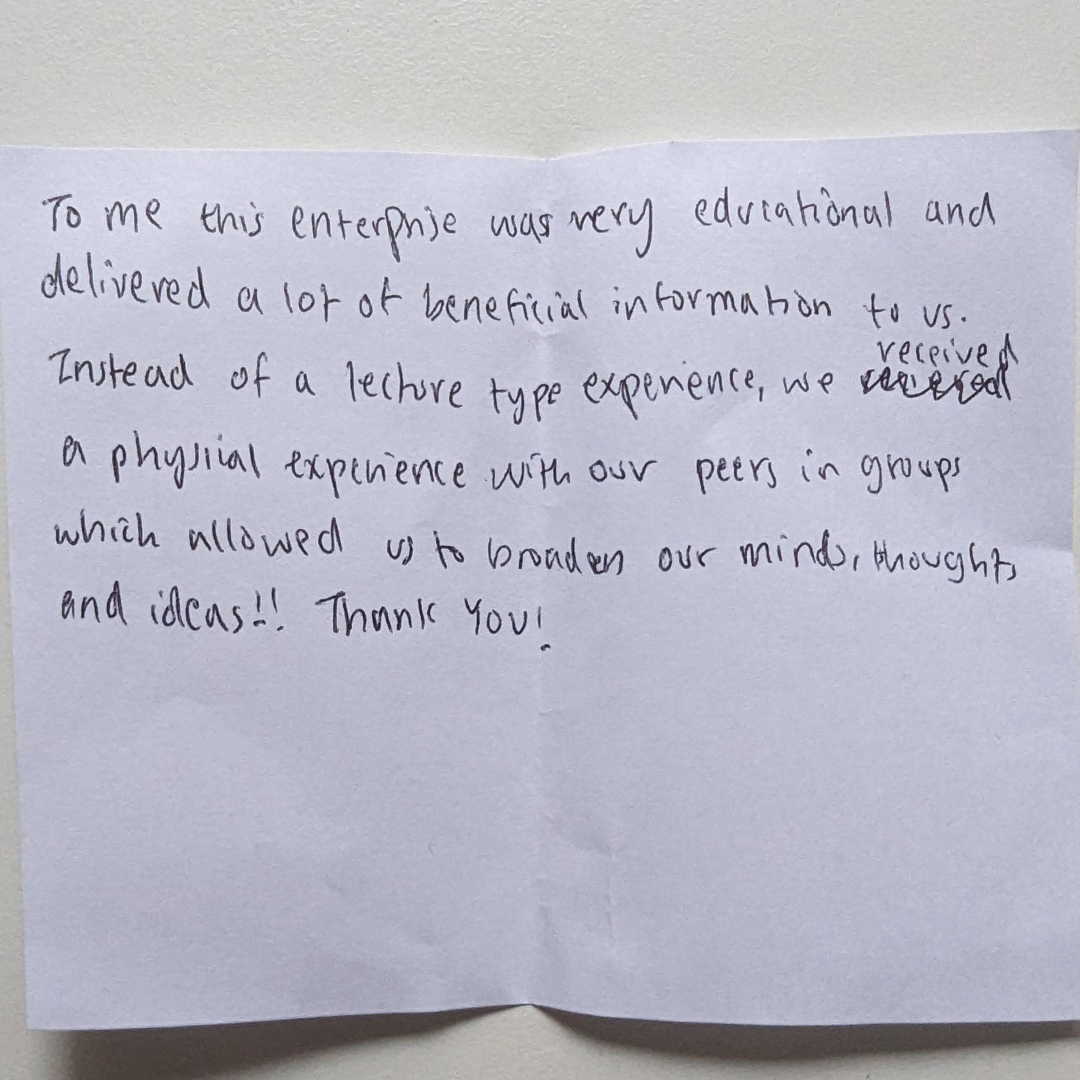 To me this enterprise was very educational and
delivered a lot of beneficial information to us.
Instead of a lecture type experience, we received
a physical experience with our peers in groups
which allowed us to broaden our minds, thoughts
and ideas!! Thank You!